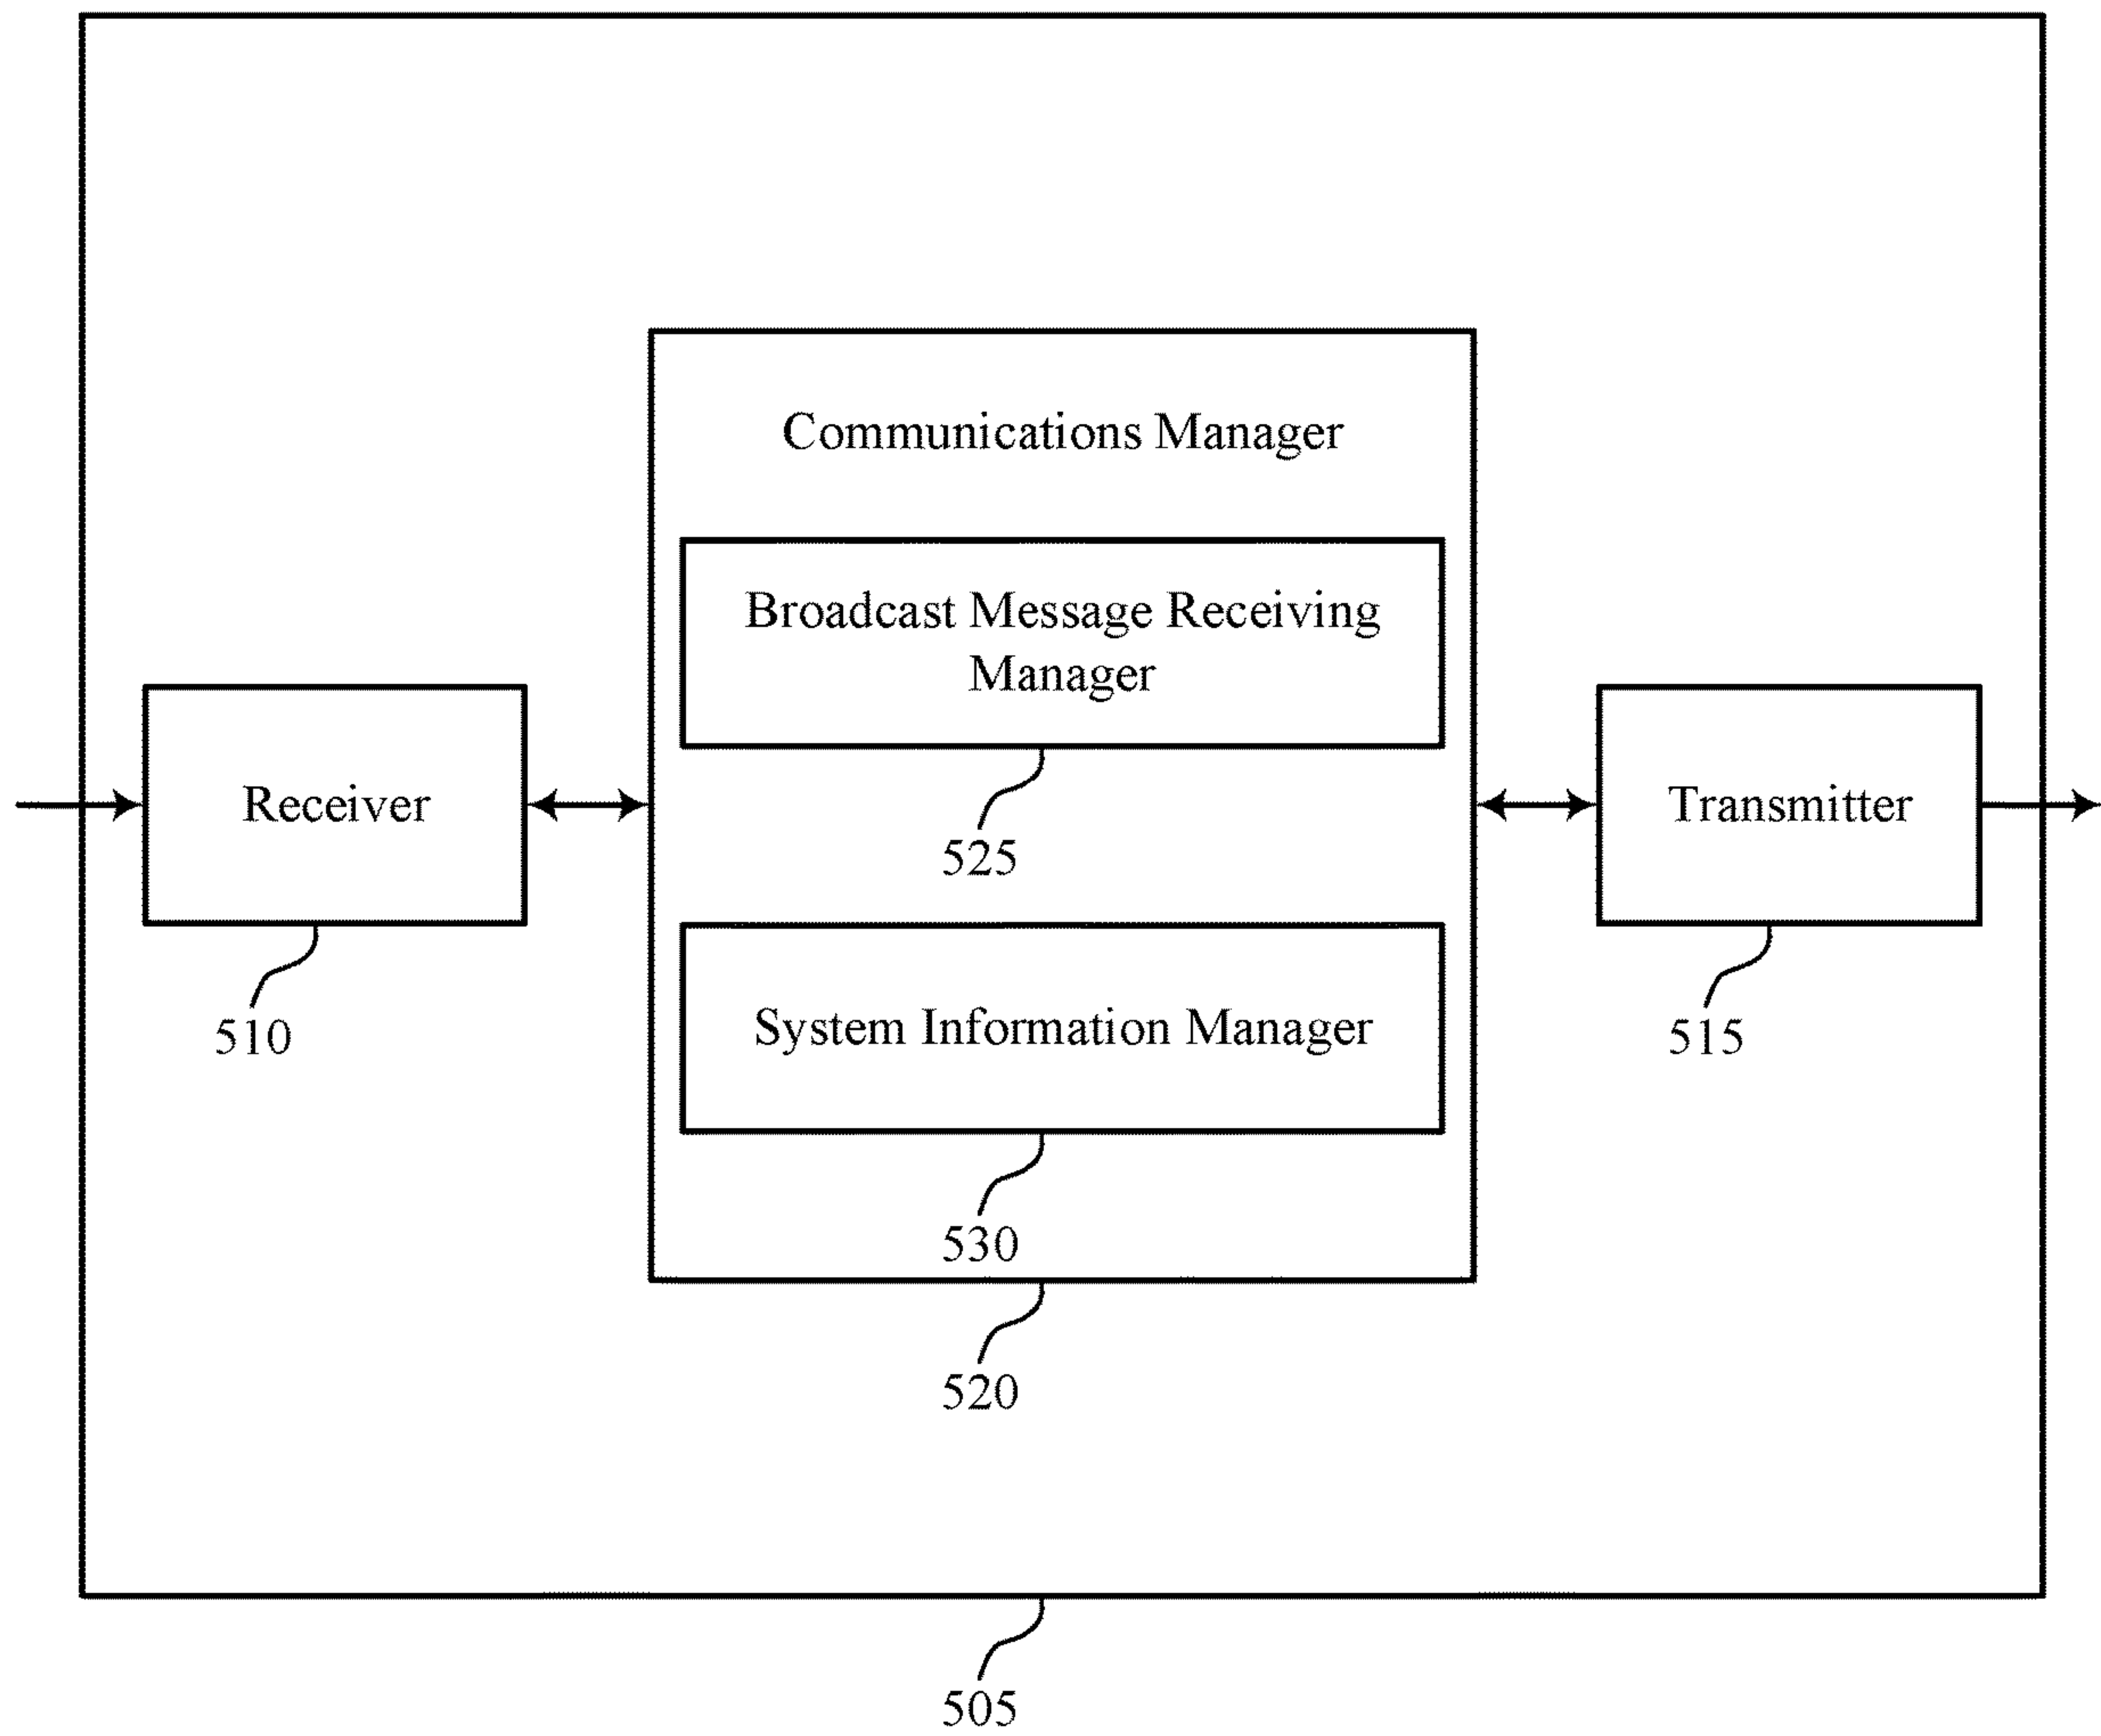 Communications Manager
Broadcast Message Receiving
Manager
525
Receiver
510
Transmitter
515
System Information Manager
530
520
505